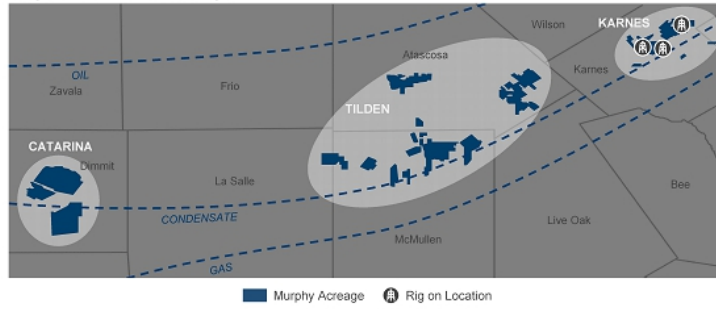 KARNES
Wilson
Atascosa
OIL
Zavala
Frio
Karnes
TILDEN
CATARINA
Dimmit
La Salle
Bee
CONDENSATE
Live Oak
McMullen
GAS
Murphy Acreage
Rig on Location